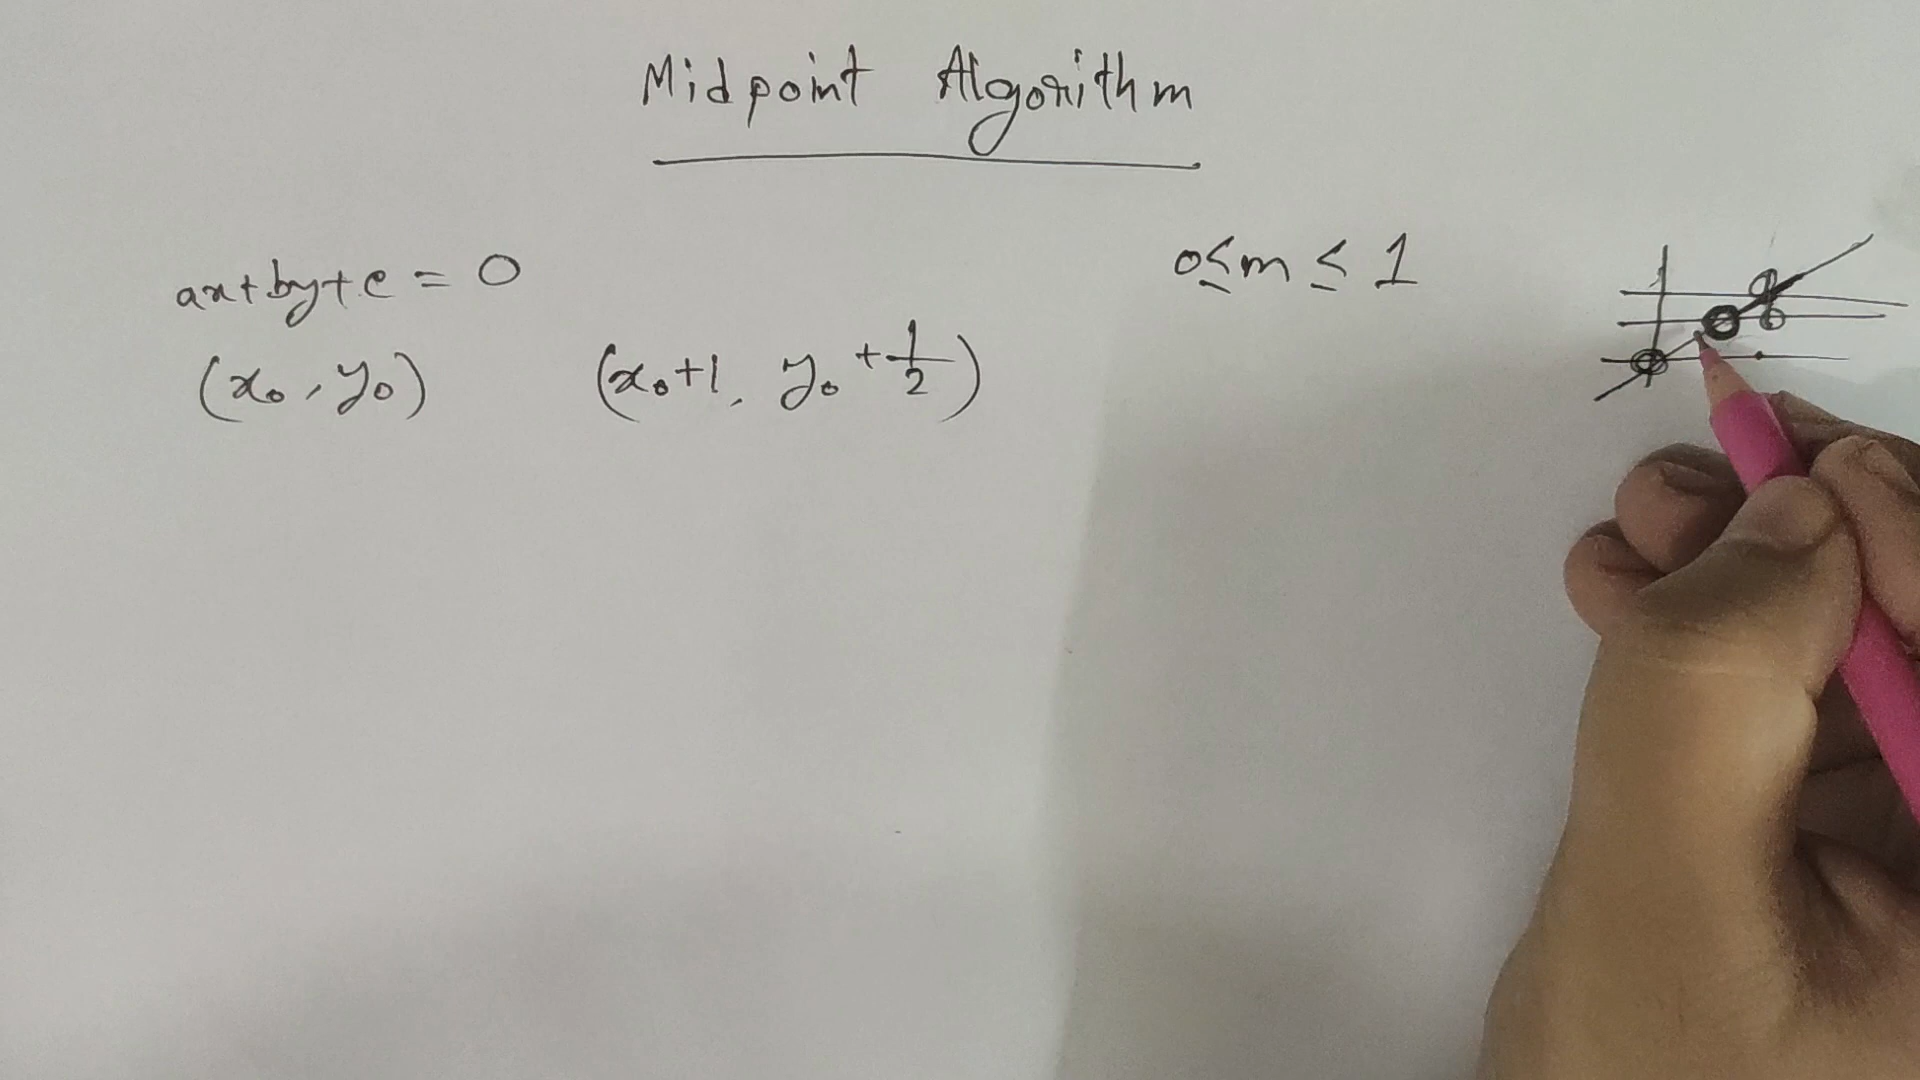 Midpoint Algorithm
ax+by+c = 0
0≤m ≤ 1
(x₀, y₀) (x₀+1, y₀ + 1/2)